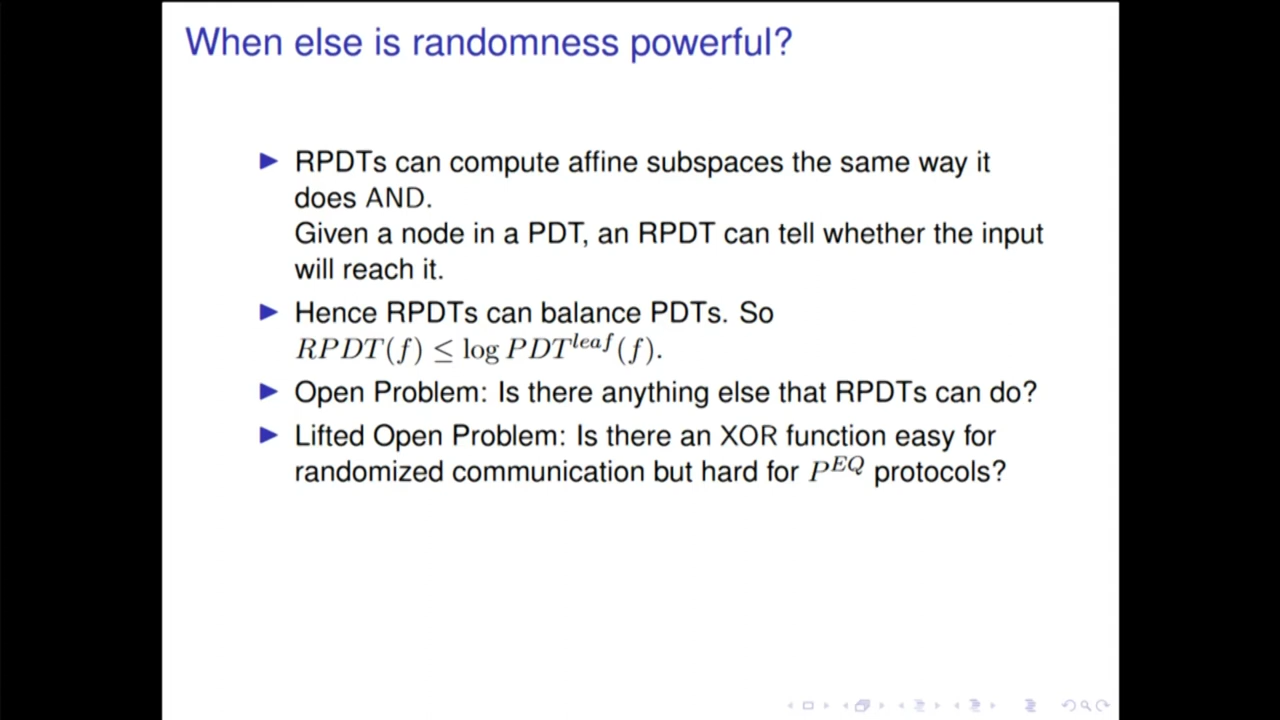 When else is randomness powerful?
▶ RPDTs can compute affine subspaces the same way it
does AND.
Given a node in a PDT, an RPDT can tell whether the input
will reach it.
▶ Hence RPDTs can balance PDTs. So
RPDT(f) ≤ log PDT^{leaf}(f).
▶ Open Problem: Is there anything else that RPDTs can do?
▶ Lifted Open Problem: Is there an XOR function easy for
randomized communication but hard for P^{EQ} protocols?